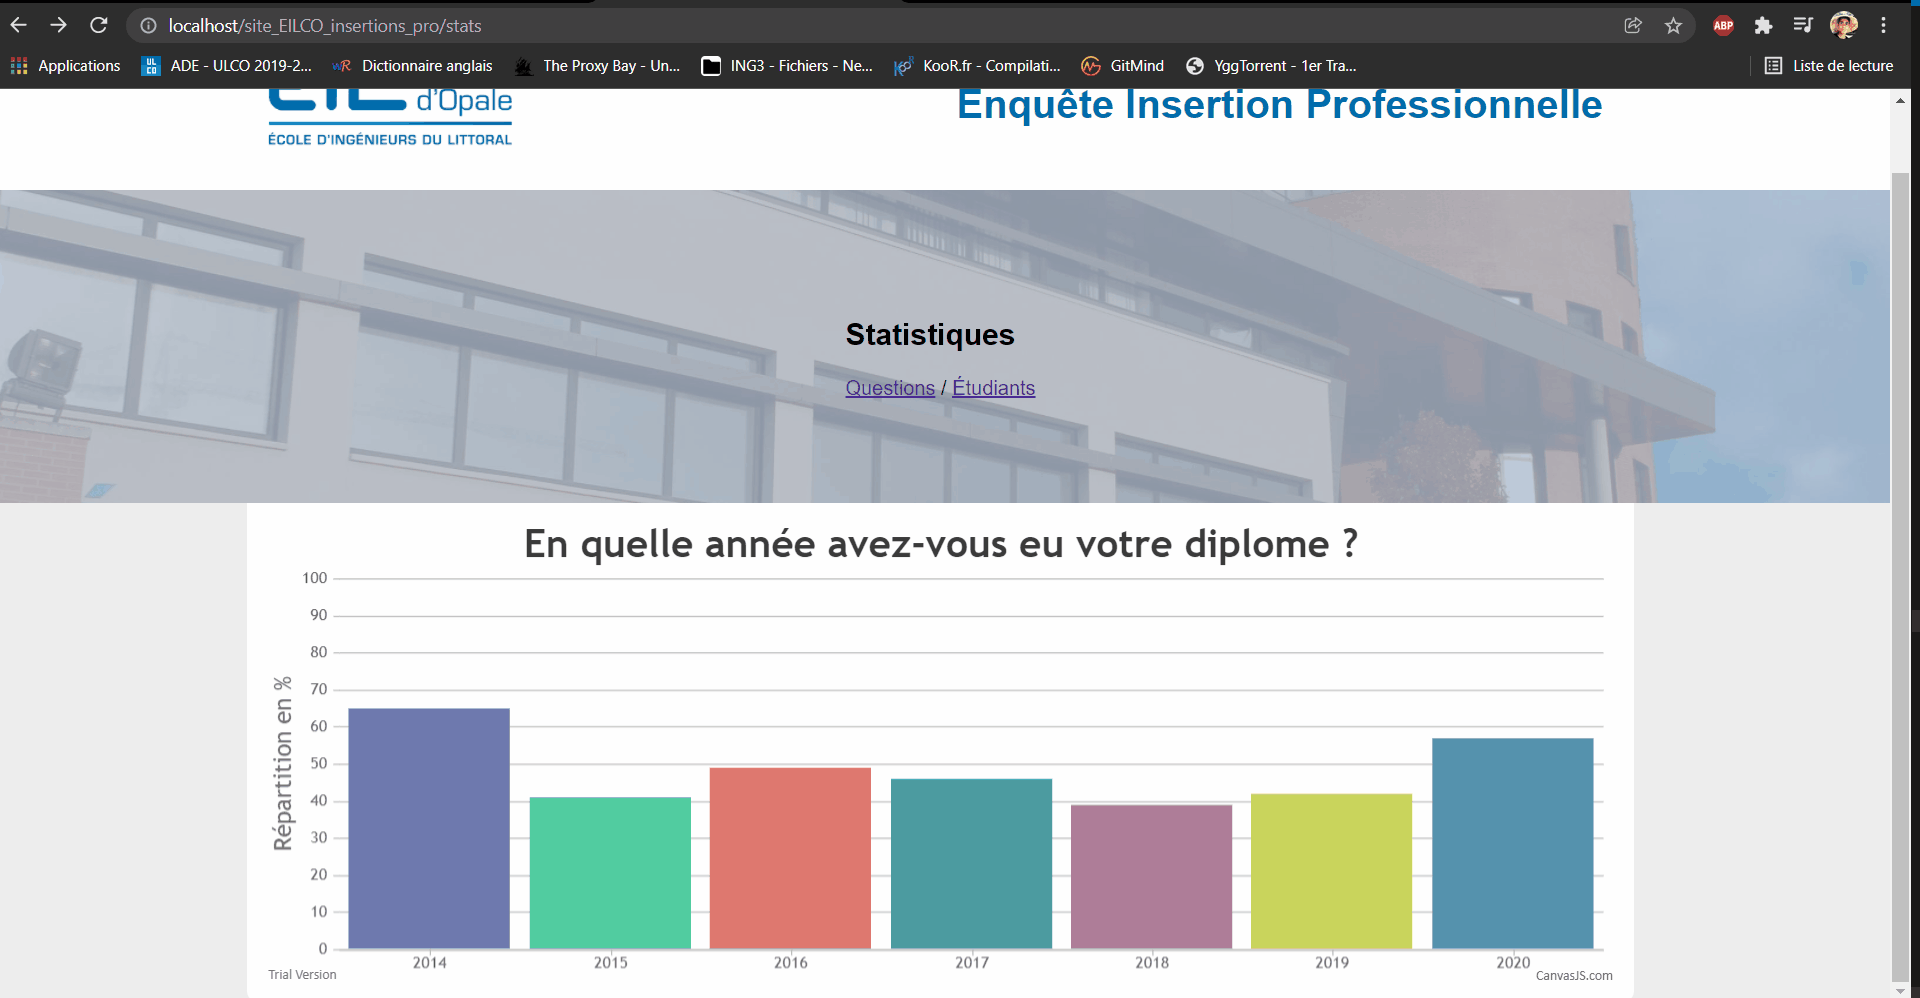 localhost/site_EILCO_insertions_pro/stats
ABP
Applications
ULCO
ADE - ULCO 2019-2...
WR
Dictionnaire anglais
The Proxy Bay - Un...
ING3 - Fichiers - Ne...
KooR.fr - Compilati...
GitMind
YggTorrent - 1er Tra...
Liste de lecture
d'Opale
ÉCOLE D'INGÉNIEURS DU LITTORAL
Enquête Insertion Professionnelle
Statistiques
Questions / Étudiants
En quelle année avez-vous eu votre diplome ?
Répartition en %
100
90
80
70
60
50
40
30
20
10
0
2014 2015 2016 2017 2018 2019 2020
Trial Version
CanvasJS.com